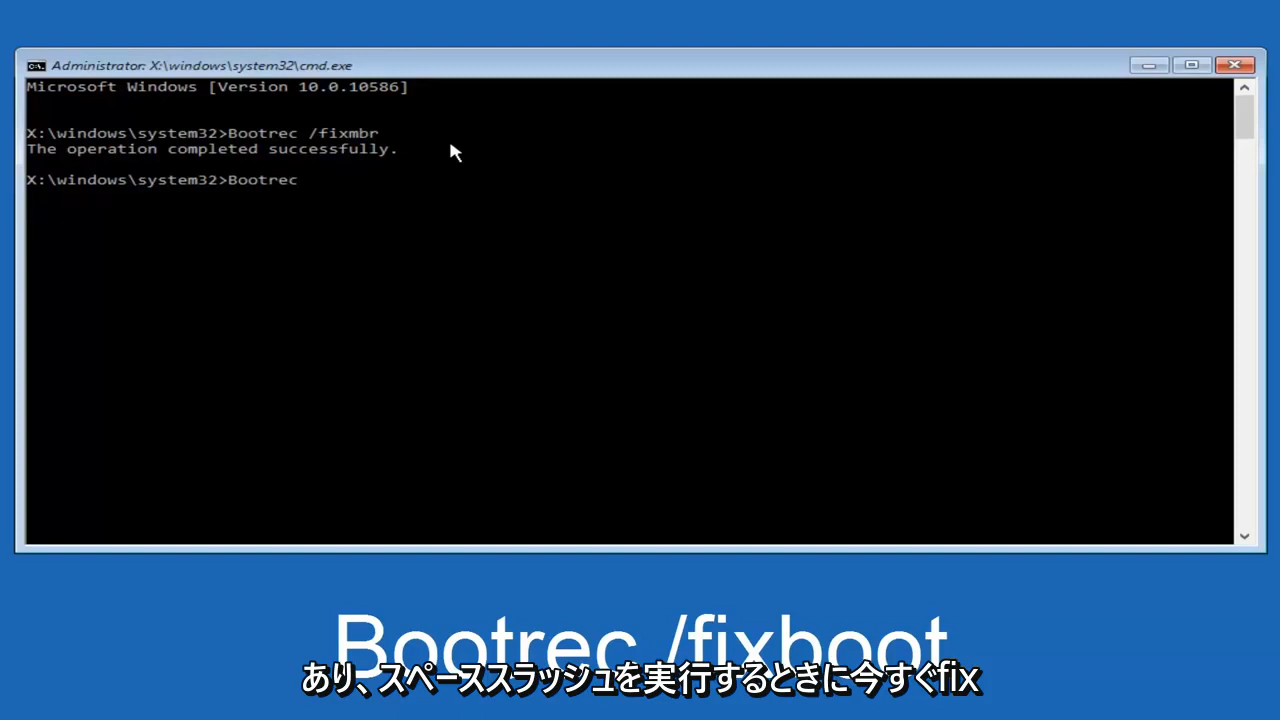 Administrator: X:\windows\system32\cmd.exe
Microsoft Windows [Version 10.0.10586]
X:\windows\system32>Bootrec /fixmbr
The operation completed successfully.
X:\windows\system32>Bootrec
Bootrec /fixboot
あり、スペーススラッシュを実行するときに今すぐfix